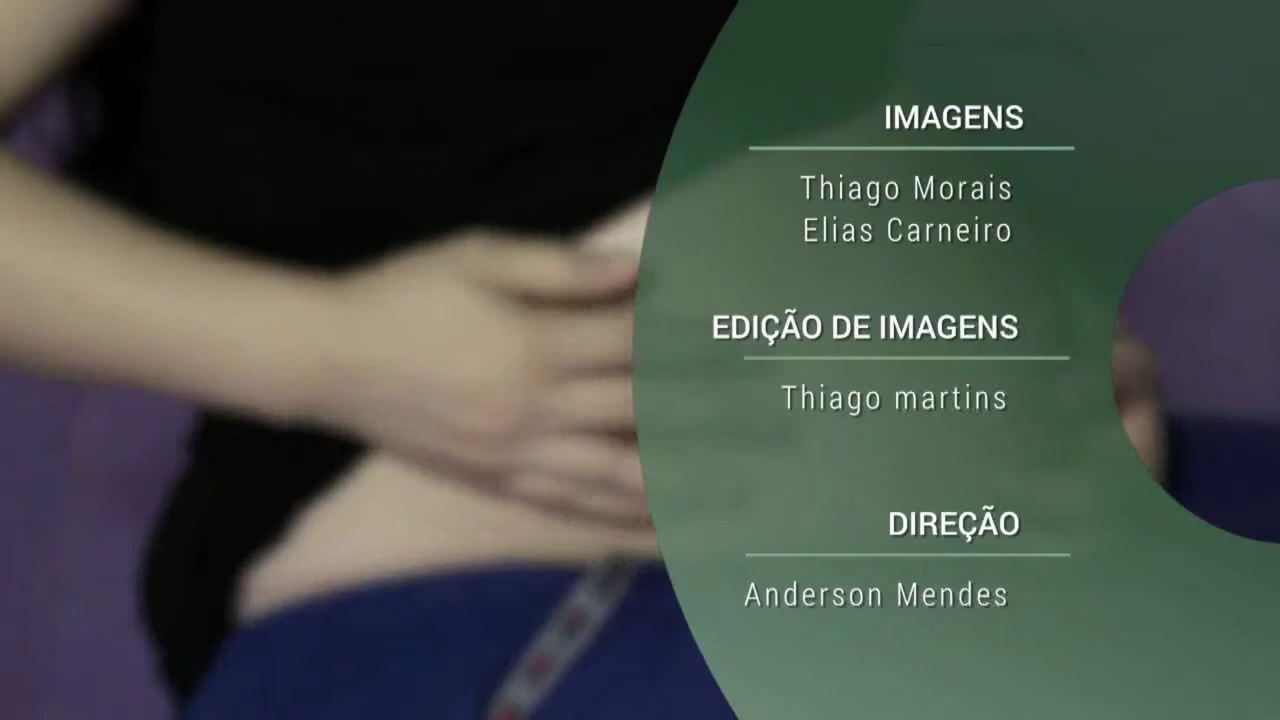 IMAGENS
Thiago Morais
Elias Carneiro
EDIÇÃO DE IMAGENS
Thiago martins
DIREÇÃO
Anderson Mendes